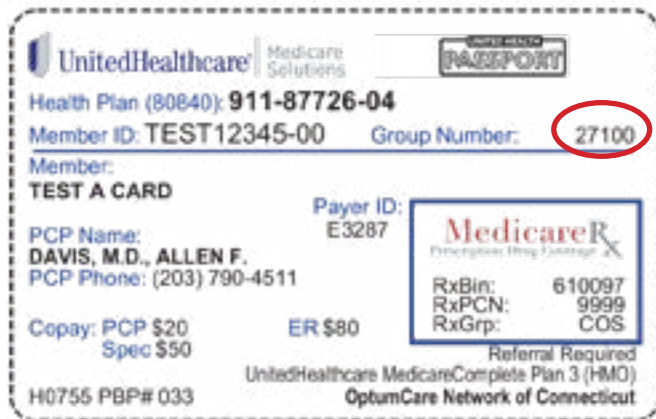 UnitedHealthcare® Medicare Solutions
UNITED HEALTH PASSPORT
Health Plan (80840): 911-87726-04
Member ID: TEST12345-00 Group Number: 27100
Member:
TEST A CARD
Payer ID:
E3287
PCP Name:
DAVIS, M.D., ALLEN F.
PCP Phone: (203) 790-4511
MedicareRx
Prescription Drug Coverage X
RxBin: 610097
RxPCN: 9999
RxGrp: COS
Copay: PCP $20 ER $80
Spec $50
Referral Required
UnitedHealthcare MedicareComplete Plan 3 (HMO)
H0755 PBP# 033 OptumCare Network of Connecticut